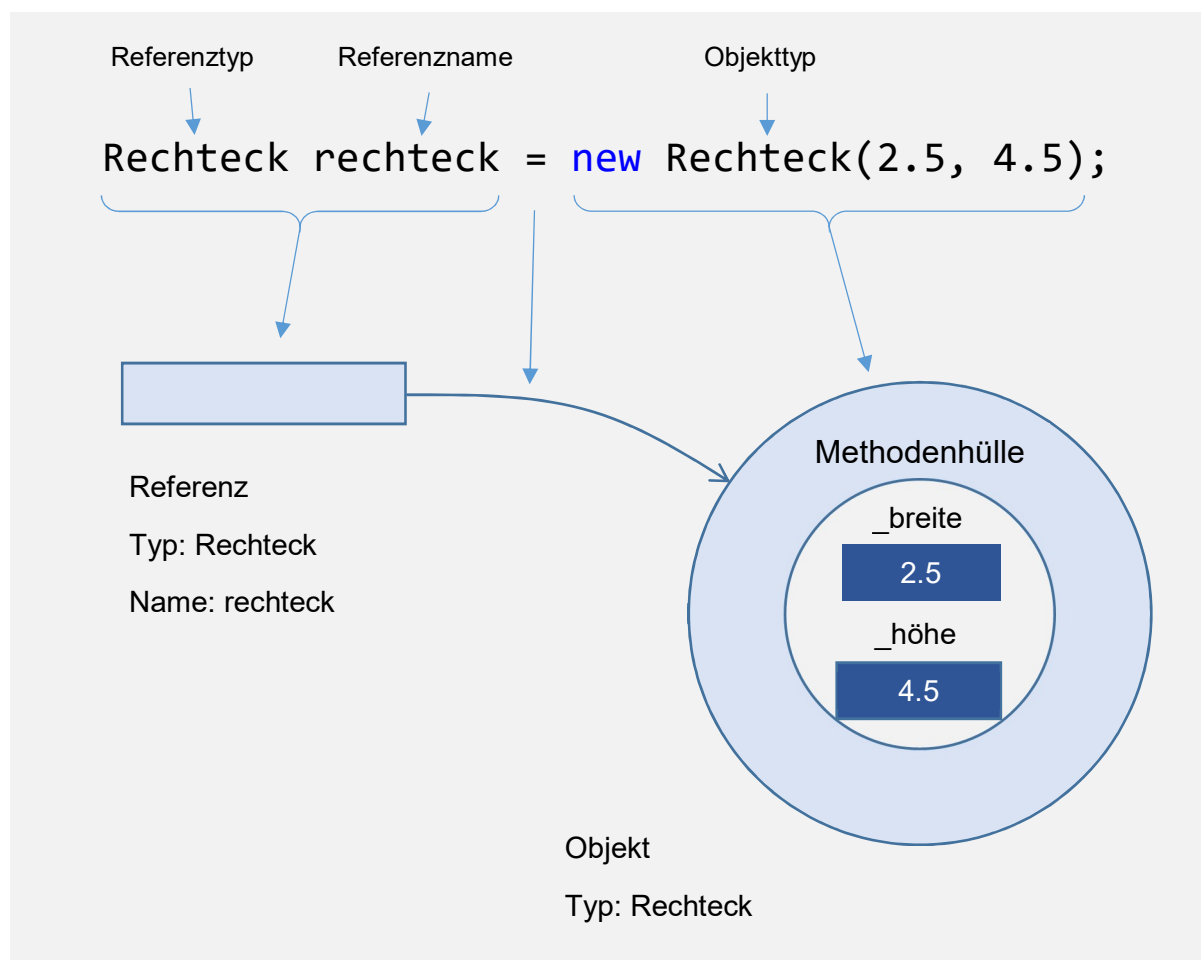 Referenztyp Referenzname Objekttyp
Rechteck rechteck = new Rechteck(2.5, 4.5);
Methodenhülle
_breite
2.5
_höhe
4.5
Referenz
Typ: Rechteck
Name: rechteck
Objekt
Typ: Rechteck